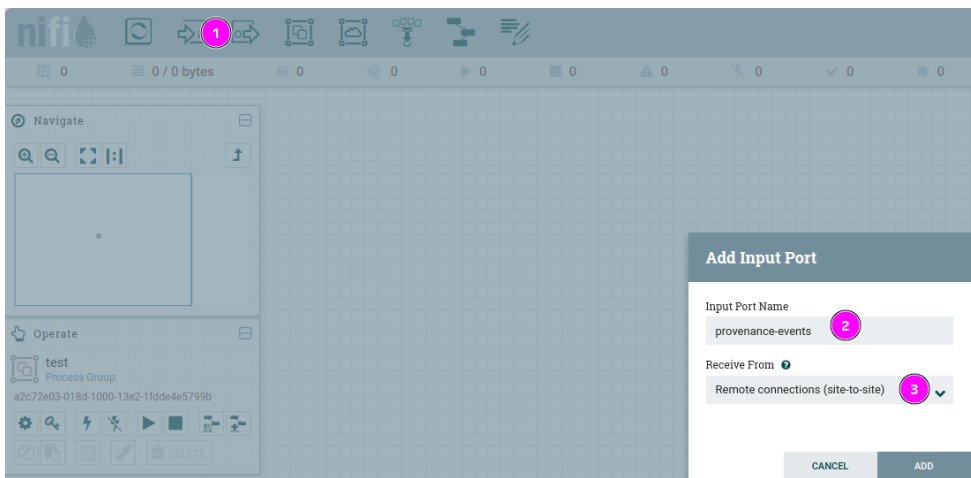 nifi
1
0
0 / 0 bytes
0
0
0
0
0
0
0
0
Navigate
Operate
test
Process Group
a2c72e03-018d-1000-13e2-1fdde4e5799b
DELETE
Add Input Port
Input Port Name
provenance-events
2
Receive From
Remote connections (site-to-site)
3
CANCEL
ADD